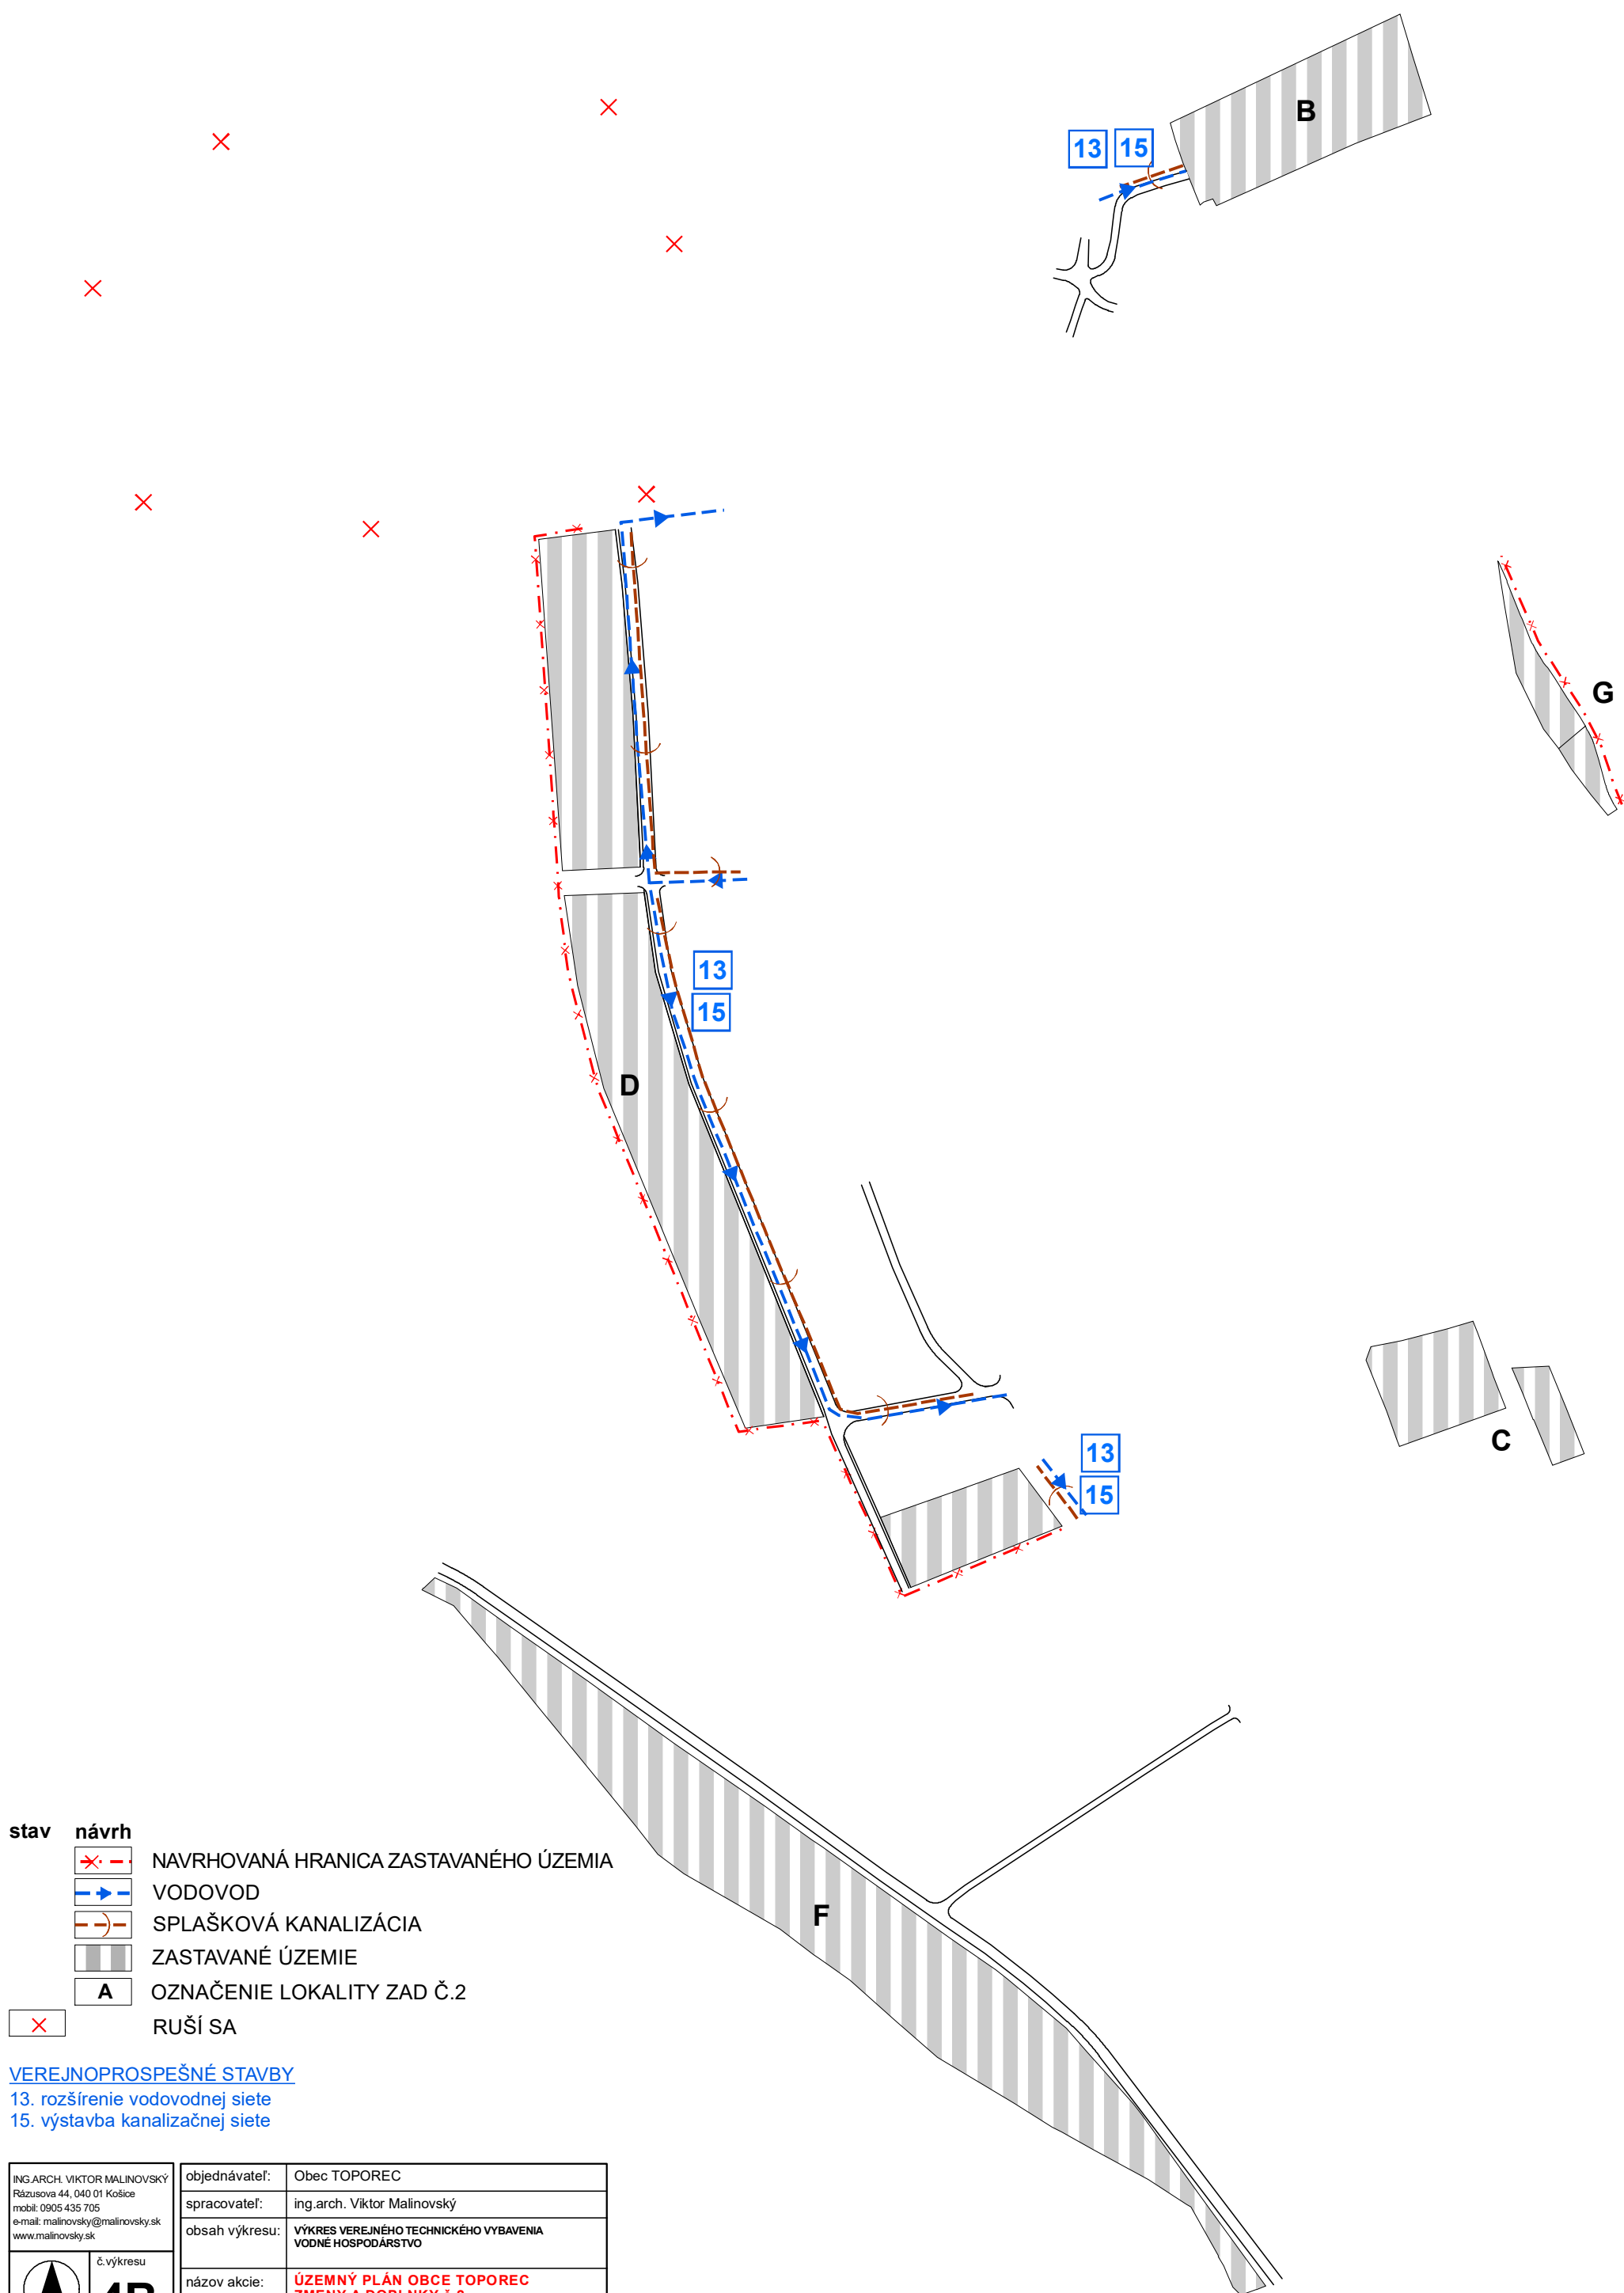 B
13 15
G
13
15
D
13
15
C
F
stav návrh
NAVRHOVANÁ HRANICA ZASTAVANÉHO ÚZEMIA
VODOVOD
SPLAŠKOVÁ KANALIZÁCIA
ZASTAVANÉ ÚZEMIE
A OZNAČENIE LOKALITY ZAD Č.2
RUŠÍ SA
VEREJNOPROSPEŠNÉ STAVBY
13. rozšírenie vodovodnej siete
15. výstavba kanalizačnej siete
ING.ARCH. VIKTOR MALINOVSKÝ
Rázusova 44, 040 01 Košice
mobil: 0905 435 705
e-mail: malinovsky@malinovsky.sk
www.malinovsky.sk
č.výkresu
objednávateľ: Obec TOPOREC
spracovateľ: ing.arch. Viktor Malinovský
obsah výkresu: VÝKRES VEREJNÉHO TECHNICKÉHO VYBAVENIA
VODNÉ HOSPODÁRSTVO
názov akcie: ÚZEMNÝ PLÁN OBCE TOPOREC